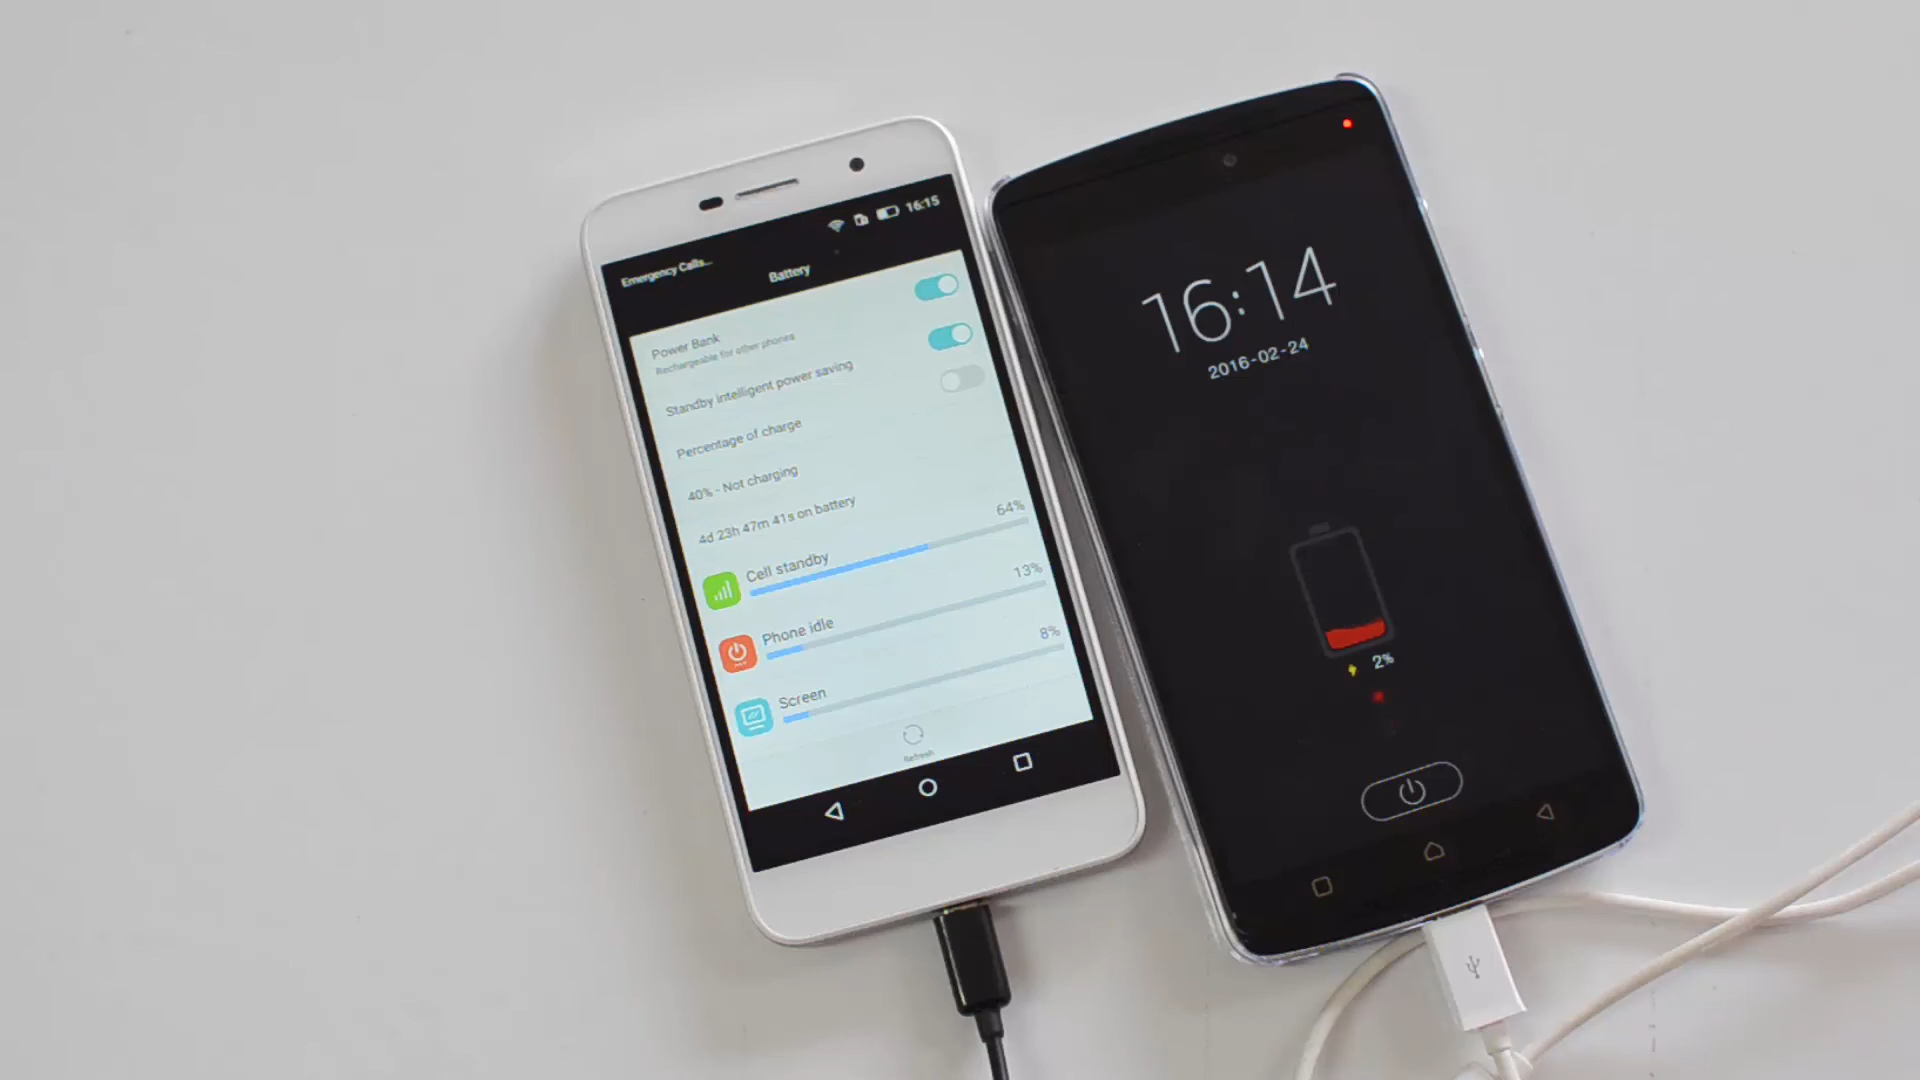 16:15
Emergency Calls...
Battery
Power Bank
Rechargeable for other phones
Standby intelligent power saving
Percentage of charge
40% - Not charging
4d 23h 47m 41s on battery
Cell standby 64%
Phone idle 13%
Screen 8%
Refresh
16:14
2016-02-24
2%